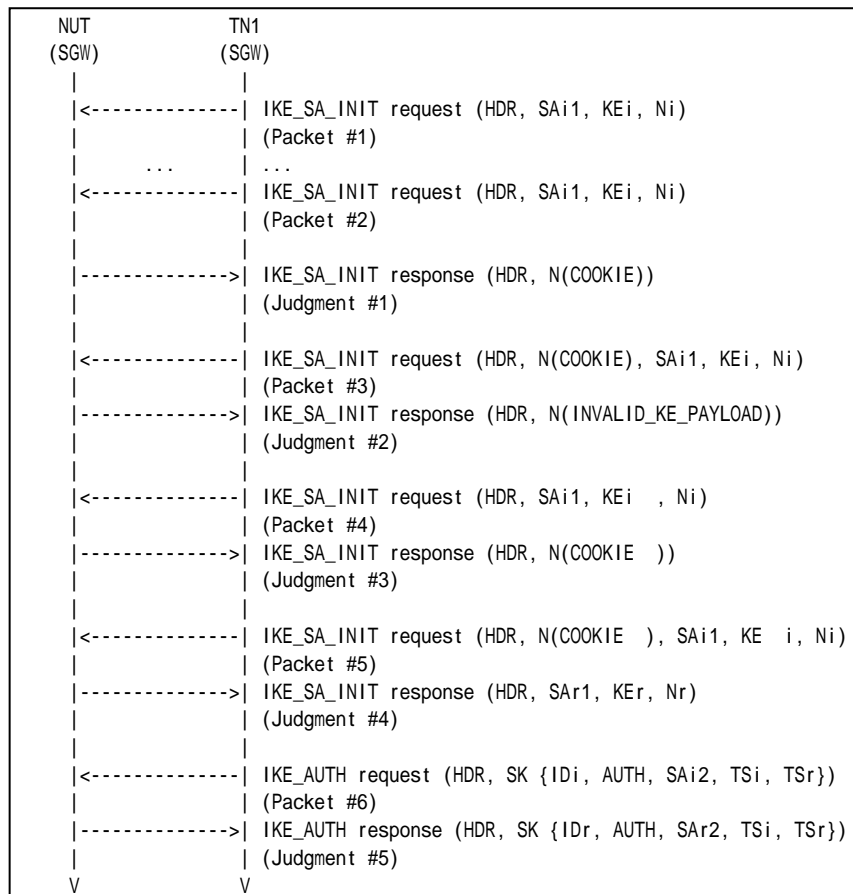 NUT TN1
(SGW) (SGW)
| |
|<--------------| IKE_SA_INIT request (HDR, SAi1, KEi, Ni)
| | (Packet #1)
| ... | ...
|<--------------| IKE_SA_INIT request (HDR, SAi1, KEi, Ni)
| | (Packet #2)
| |
|-------------->| IKE_SA_INIT response (HDR, N(COOKIE))
| | (Judgment #1)
| |
|<--------------| IKE_SA_INIT request (HDR, N(COOKIE), SAi1, KEi, Ni)
| | (Packet #3)
|-------------->| IKE_SA_INIT response (HDR, N(INVALID_KE_PAYLOAD))
| | (Judgment #2)
| |
|<--------------| IKE_SA_INIT request (HDR, SAi1, KEi , Ni)
| | (Packet #4)
|-------------->| IKE_SA_INIT response (HDR, N(COOKIE ))
| | (Judgment #3)
| |
|<--------------| IKE_SA_INIT request (HDR, N(COOKIE ), SAi1, KE i, Ni)
| | (Packet #5)
|-------------->| IKE_SA_INIT response (HDR, SAr1, KEr, Nr)
| | (Judgment #4)
| |
|<--------------| IKE_AUTH request (HDR, SK {IDi, AUTH, SAi2, TSi, TSr})
| | (Packet #6)
|-------------->| IKE_AUTH response (HDR, SK {IDr, AUTH, SAr2, TSi, TSr})
| | (Judgment #5)
V V